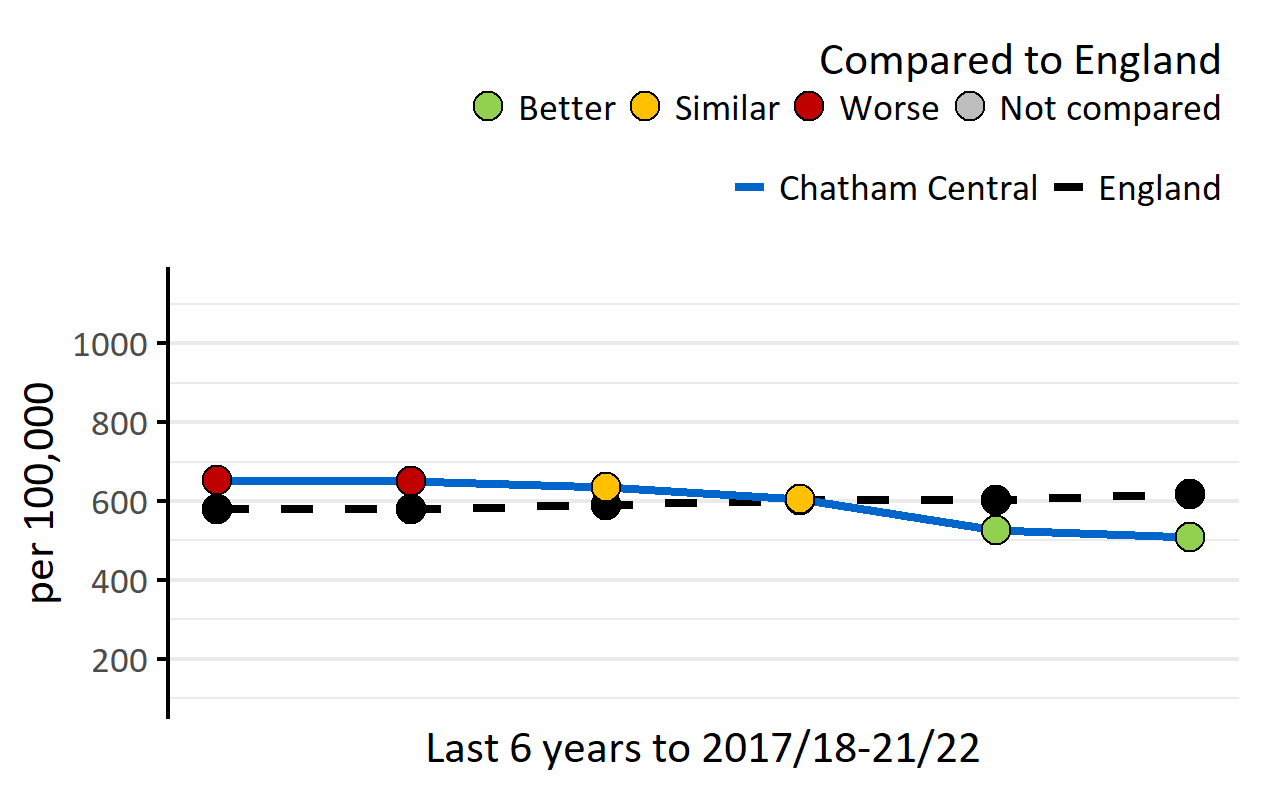 Compared to England
Better Similar Worse Not compared
Chatham Central England
1000
800
600
400
200
per 100,000
Last 6 years to 2017/18-21/22